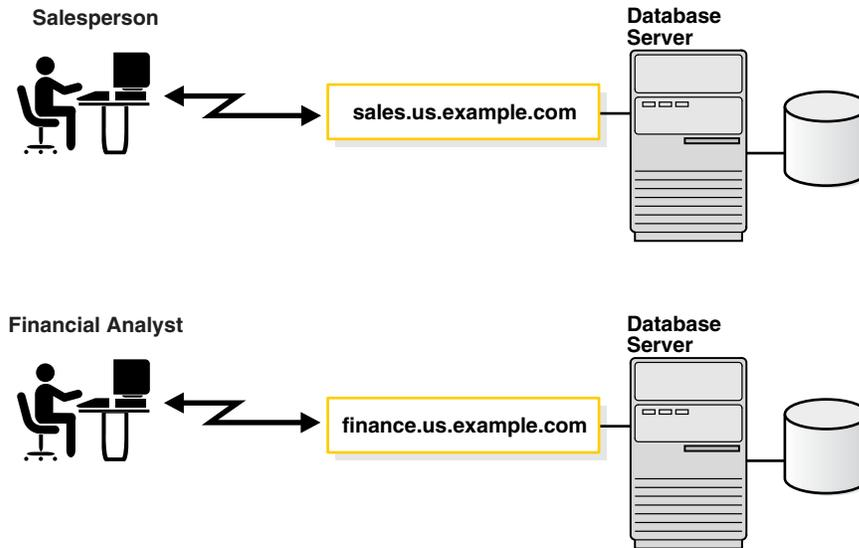 Salesperson
Database
Server
sales.us.example.com
Financial Analyst
Database
Server
finance.us.example.com